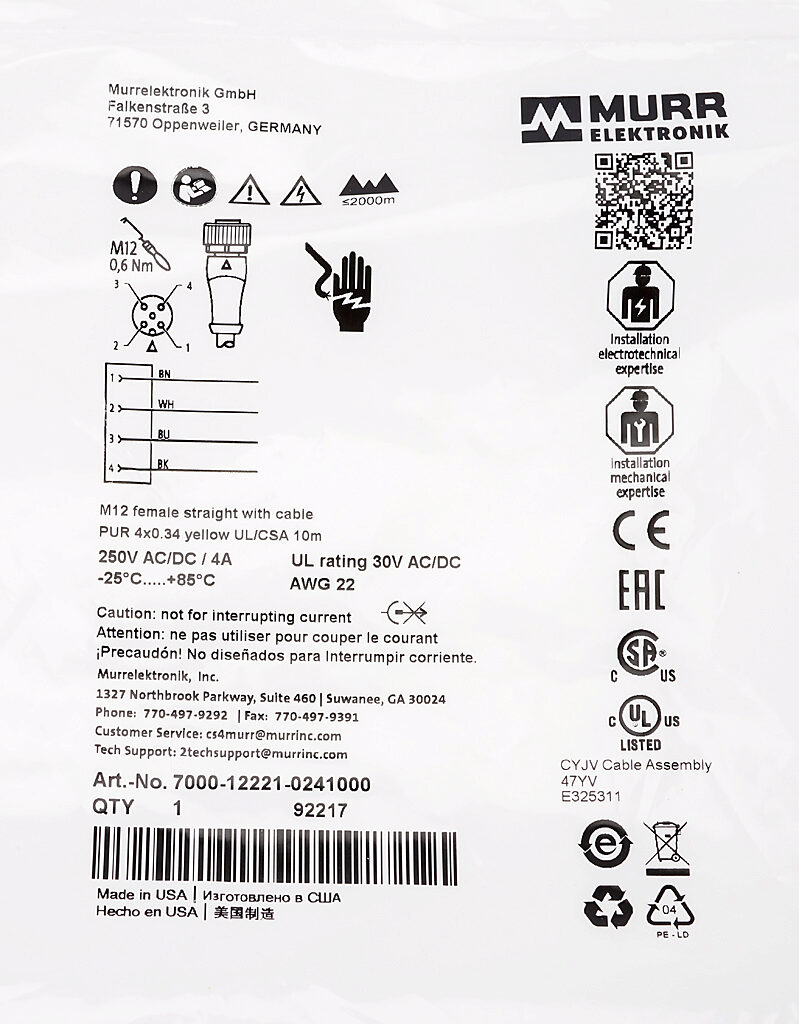 Murrelektronik GmbH
Falkenstraße 3
71570 Oppenweiler, GERMANY
MURR
ELEKTRONIK
≤2000m
M12
0,6 Nm
3
4
2
1
1
BN
2
WH
3
BU
4
BK
Installation
electrotechnical
expertise
Installation
mechanical
expertise
M12 female straight with cable
PUR 4x0.34 yellow UL/CSA 10m
250V AC/DC / 4A
UL rating 30V AC/DC
-25°C.....+85°C
AWG 22
Caution: not for interrupting current
Attention: ne pas utiliser pour couper le courant
¡Precaudón! No diseñados para Interrumpir corriente.
Murrelektronik, Inc.
1327 Northbrook Parkway, Suite 460 | Suwanee, GA 30024
Phone: 770-497-9292 | Fax: 770-497-9391
Customer Service: cs4murr@murrinc.com
Tech Support: 2techsupport@murrinc.com
Art.-No. 7000-12221-0241000
QTY 1 92217
Made in USA | Изготовлено в США
Hecho en USA | 美国制造
CE
EAC
C SA® US
C UL US
LISTED
CYJV Cable Assembly
47YV
E325311
e
04
PE-LD